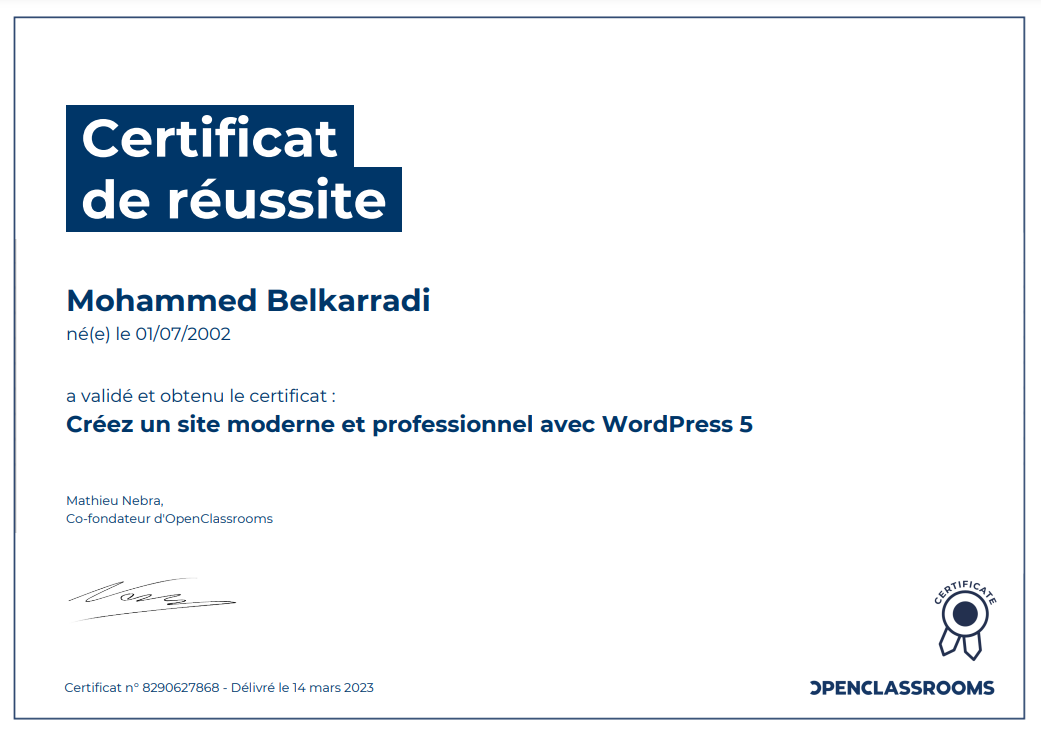 Certificat
de réussite
Mohammed Belkarradi
né(e) le 01/07/2002
a validé et obtenu le certificat :
Créez un site moderne et professionnel avec WordPress 5
Mathieu Nebra,
Co-fondateur d'OpenClassrooms
CERTIFICATE
Certificat n° 8290627868 - Délivré le 14 mars 2023
OPENCLASSROOMS